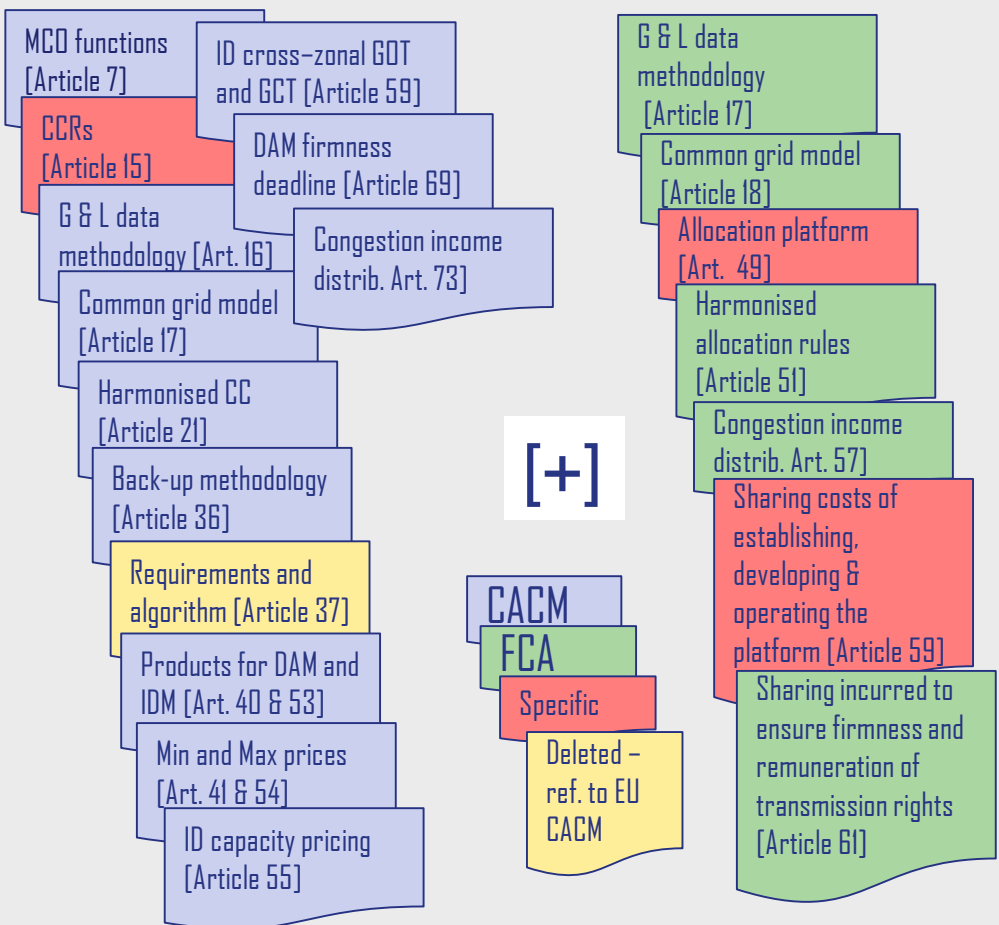 MCO functions
[Article 7]
CCRs
[Article 15]
G & L data
methodology [Art. 16]
Common grid model
[Article 17]
Harmonised CC
[Article 21]
Back-up methodology
[Article 36]
Requirements and
algorithm [Article 37]
Products for DAM and
IDM [Art. 40 & 53]
Min and Max prices
[Art. 41 & 54]
ID capacity pricing
[Article 55]
ID cross-zonal GOT
and GCT [Article 59]
DAM firmness
deadline [Article 69]
Congestion income
distrib. Art. 73]
[+]
CACM
FCA
Specific
Deleted –
ref. to EU
CACM
G & L data
methodology
[Article 17]
Common grid model
[Article 18]
Allocation platform
[Art. 49]
Harmonised
allocation rules
[Article 51]
Congestion income
distrib. Art. 57]
Sharing costs of
establishing,
developing &
operating the
platform [Article 59]
Sharing incurred to
ensure firmness and
remuneration of
transmission rights
[Article 61]